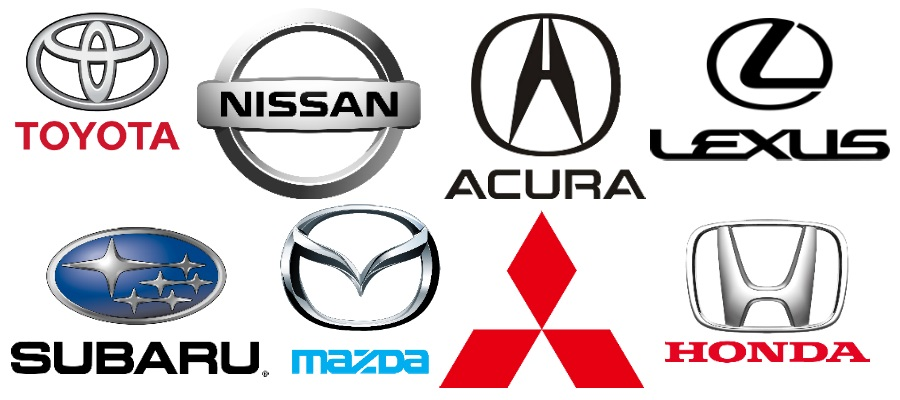 TOYOTA
NISSAN
ACURA
LEXUS
SUBARU®
mazda
HONDA